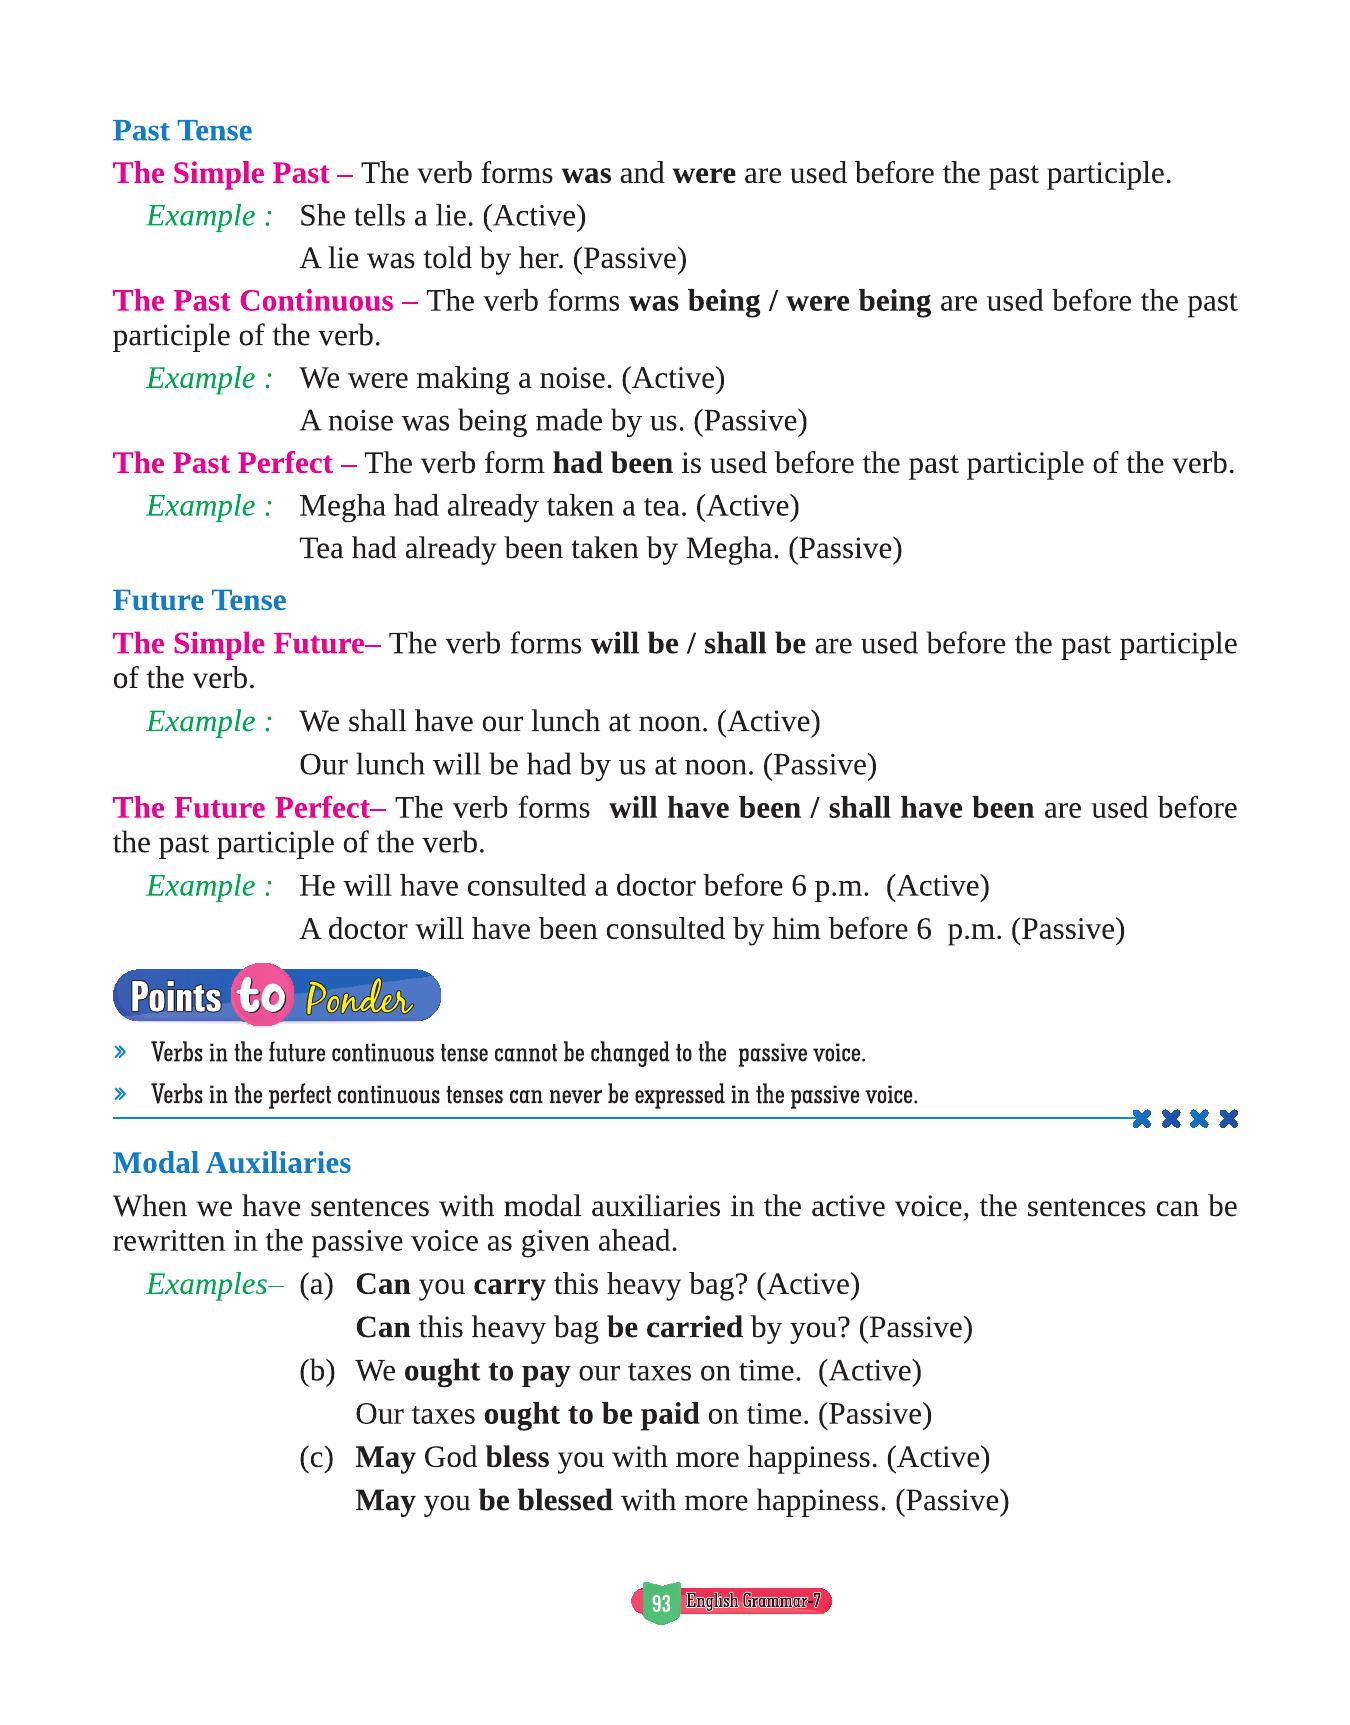 Past Tense
The Simple Past – The verb forms was and were are used before the past participle.
Example : She tells a lie. (Active)
A lie was told by her. (Passive)
The Past Continuous – The verb forms was being / were being are used before the past
participle of the verb.
Example : We were making a noise. (Active)
A noise was being made by us. (Passive)
The Past Perfect – The verb form had been is used before the past participle of the verb.
Example : Megha had already taken a tea. (Active)
Tea had already been taken by Megha. (Passive)
Future Tense
The Simple Future– The verb forms will be / shall be are used before the past participle
of the verb.
Example : We shall have our lunch at noon. (Active)
Our lunch will be had by us at noon. (Passive)
The Future Perfect– The verb forms will have been / shall have been are used before
the past participle of the verb.
Example : He will have consulted a doctor before 6 p.m. (Active)
A doctor will have been consulted by him before 6 p.m. (Passive)
Points to Ponder
» Verbs in the future continuous tense cannot be changed to the passive voice.
» Verbs in the perfect continuous tenses can never be expressed in the passive voice.
Modal Auxiliaries
When we have sentences with modal auxiliaries in the active voice, the sentences can be
rewritten in the passive voice as given ahead.
Examples– (a) Can you carry this heavy bag? (Active)
Can this heavy bag be carried by you? (Passive)
(b) We ought to pay our taxes on time. (Active)
Our taxes ought to be paid on time. (Passive)
(c) May God bless you with more happiness. (Active)
May you be blessed with more happiness. (Passive)
93 English Grammar-7